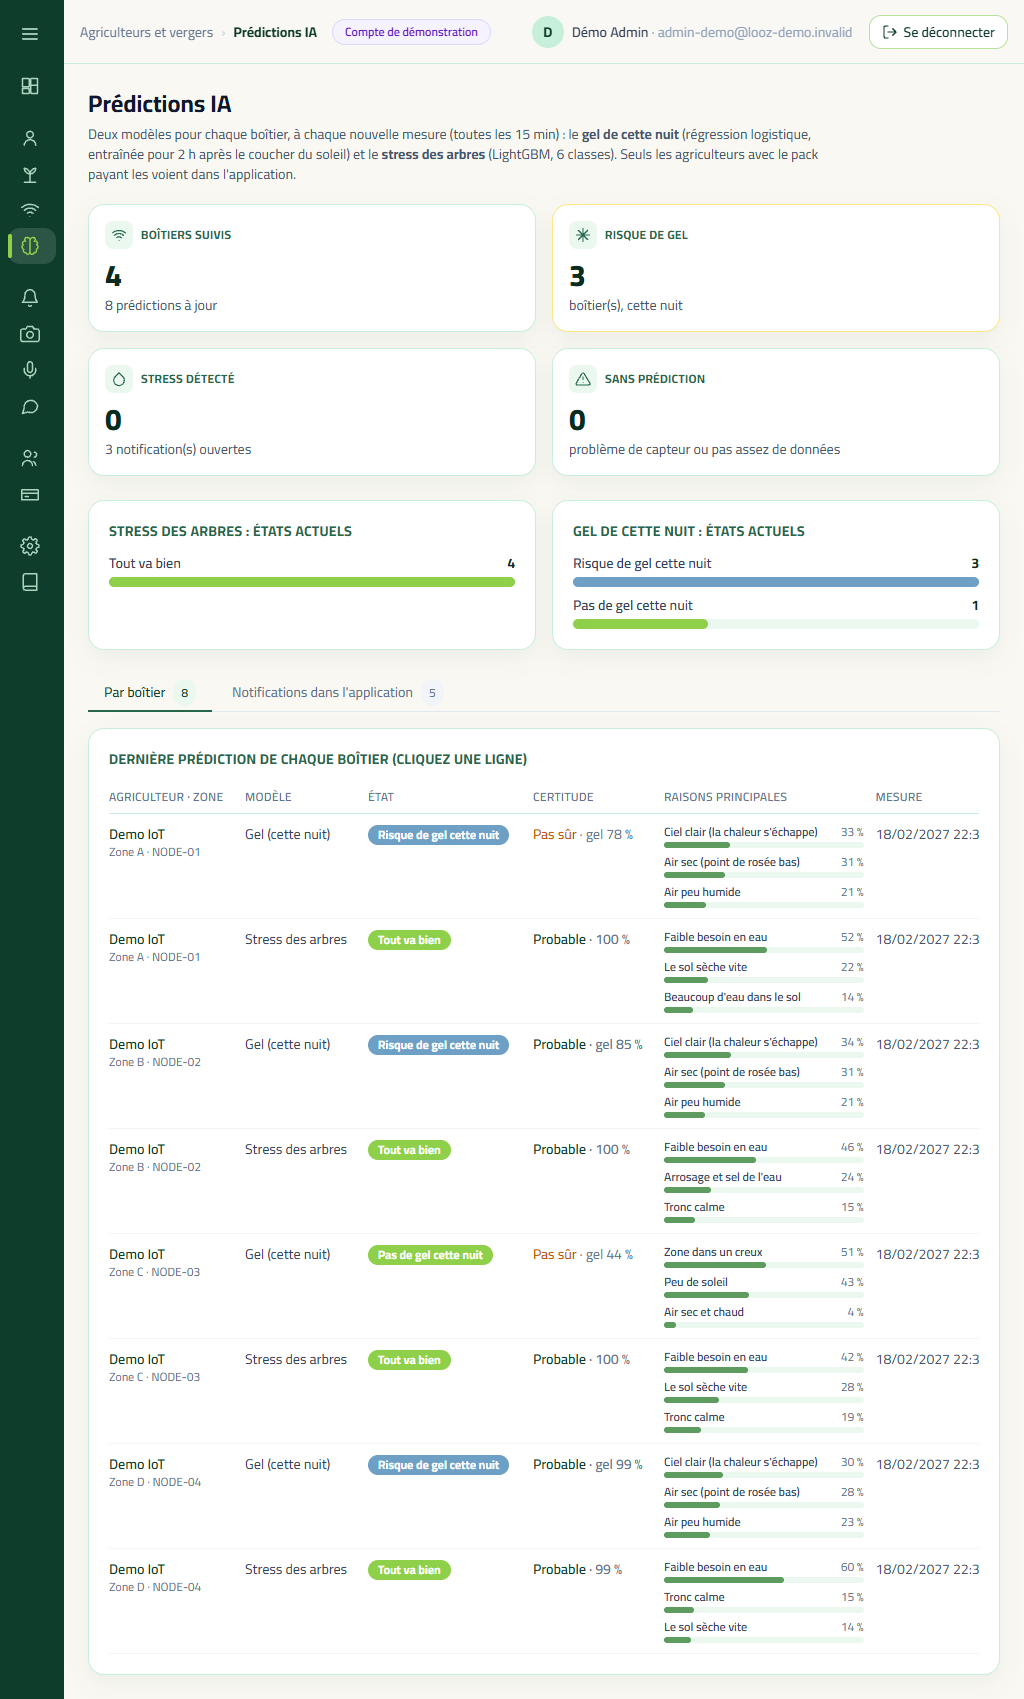 Agriculteurs et vergers › Prédictions IA
Compte de démonstration
D Démo Admin · admin-demo@looz-demo.invalid
Se déconnecter
Prédictions IA
Deux modèles pour chaque boîtier, à chaque nouvelle mesure (toutes les 15 min) : le gel de cette nuit (régression logistique,
entraînée pour 2 h après le coucher du soleil) et le stress des arbres (LightGBM, 6 classes). Seuls les agriculteurs avec le pack
payant les voient dans l'application.
BOÎTIERS SUIVIS
4
8 prédictions à jour
RISQUE DE GEL
3
boîtier(s), cette nuit
STRESS DÉTECTÉ
0
3 notification(s) ouvertes
SANS PRÉDICTION
0
problème de capteur ou pas assez de données
STRESS DES ARBRES : ÉTATS ACTUELS
Tout va bien 4
GEL DE CETTE NUIT : ÉTATS ACTUELS
Risque de gel cette nuit 3
Pas de gel cette nuit 1
Par boîtier 8
Notifications dans l'application 5
DERNIÈRE PRÉDICTION DE CHAQUE BOÎTIER (CLIQUEZ UNE LIGNE)
AGRICULTEUR · ZONE MODÈLE ÉTAT CERTITUDE RAISONS PRINCIPALES MESURE
Demo IoT Gel (cette nuit) Risque de gel cette nuit Pas sûr · gel 78 % Ciel clair (la chaleur s'échappe) 33 % 18/02/2027 22:3
Zone A · NODE-01
Air sec (point de rosée bas) 31 %
Air peu humide 21 %
Demo IoT Stress des arbres Tout va bien Probable · 100 % Faible besoin en eau 52 % 18/02/2027 22:3
Zone A · NODE-01
Le sol sèche vite 22 %
Beaucoup d'eau dans le sol 14 %
Demo IoT Gel (cette nuit) Risque de gel cette nuit Probable · gel 85 % Ciel clair (la chaleur s'échappe) 34 % 18/02/2027 22:3
Zone B · NODE-02
Air sec (point de rosée bas) 31 %
Air peu humide 21 %
Demo IoT Stress des arbres Tout va bien Probable · 100 % Faible besoin en eau 46 % 18/02/2027 22:3
Zone B · NODE-02
Arrosage et sel de l'eau 24 %
Tronc calme 15 %
Demo IoT Gel (cette nuit) Pas de gel cette nuit Pas sûr · gel 44 % Zone dans un creux 51 % 18/02/2027 22:3
Zone C · NODE-03
Peu de soleil 43 %
Air sec et chaud 4 %
Demo IoT Stress des arbres Tout va bien Probable · 100 % Faible besoin en eau 42 % 18/02/2027 22:3
Zone C · NODE-03
Le sol sèche vite 28 %
Tronc calme 19 %
Demo IoT Gel (cette nuit) Risque de gel cette nuit Probable · gel 99 % Ciel clair (la chaleur s'échappe) 30 % 18/02/2027 22:3
Zone D · NODE-04
Air sec (point de rosée bas) 28 %
Air peu humide 23 %
Demo IoT Stress des arbres Tout va bien Probable · 99 % Faible besoin en eau 60 % 18/02/2027 22:3
Zone D · NODE-04
Tronc calme 15 %
Le sol sèche vite 14 %